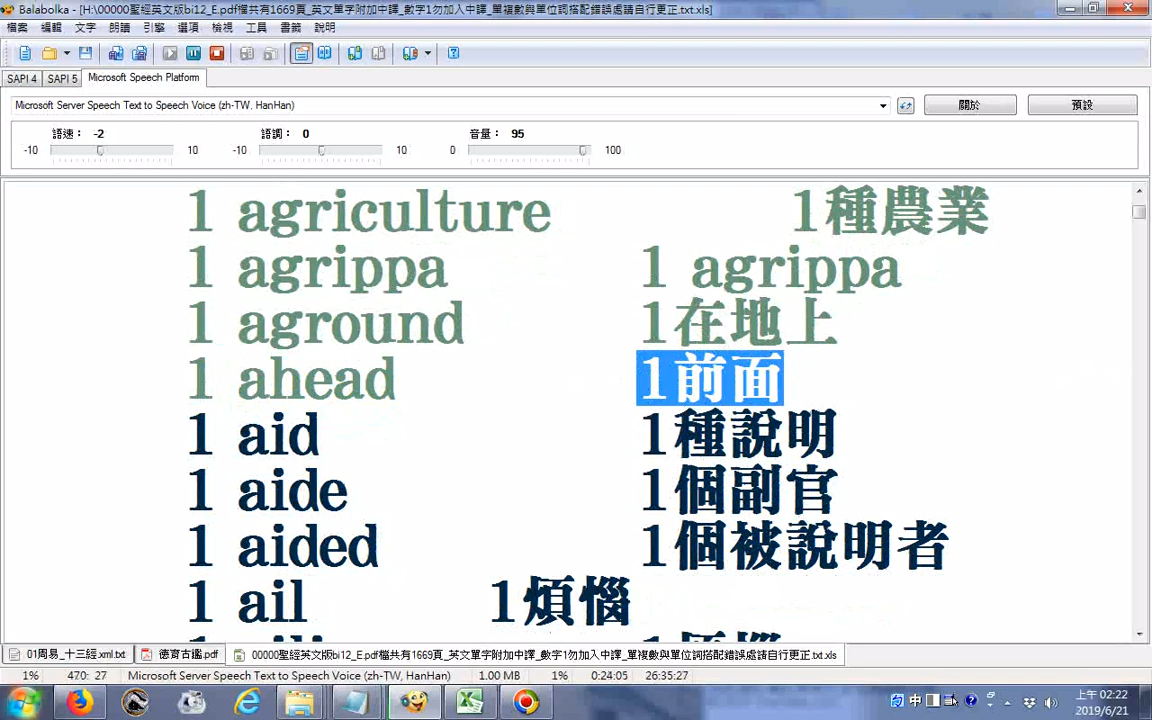 Balabolka - [H:\00000聖經英文版bi12_E.pdf檔共有1669頁_英文單字附加中譯_數字1勿加入中譯_單複數與單位詞搭配錯誤處請自行更正.txt.xls]
檔案 編輯 文字 朗讀 引擎 選項 檢視 工具 書籤 說明
SAPI 4 SAPI 5 Microsoft Speech Platform
Microsoft Server Speech Text to Speech Voice (zh-TW, HanHan) 關於 預設
語速： -2 語調： 0 音量： 95
-10 10 -10 10 0 100
1 agriculture 1種農業
1 agrippa 1 agrippa
1 aground 1在地上
1 ahead 1前面
1 aid 1種說明
1 aide 1個副官
1 aided 1個被說明者
1 ail 1煩惱
01周易_十三經.xml.txt 德育古鑑.pdf 00000聖經英文版bi12_E.pdf檔共有1669頁_英文單字附加中譯_數字1勿加入中譯_單複數與單位詞搭配錯誤處請自行更正.txt.xls
1% 470: 27 Microsoft Server Speech Text to Speech Voice (zh-TW, HanHan) 1.00 MB 1% 0:24:05 26:35:27
中 上午 02:22
2019/6/21